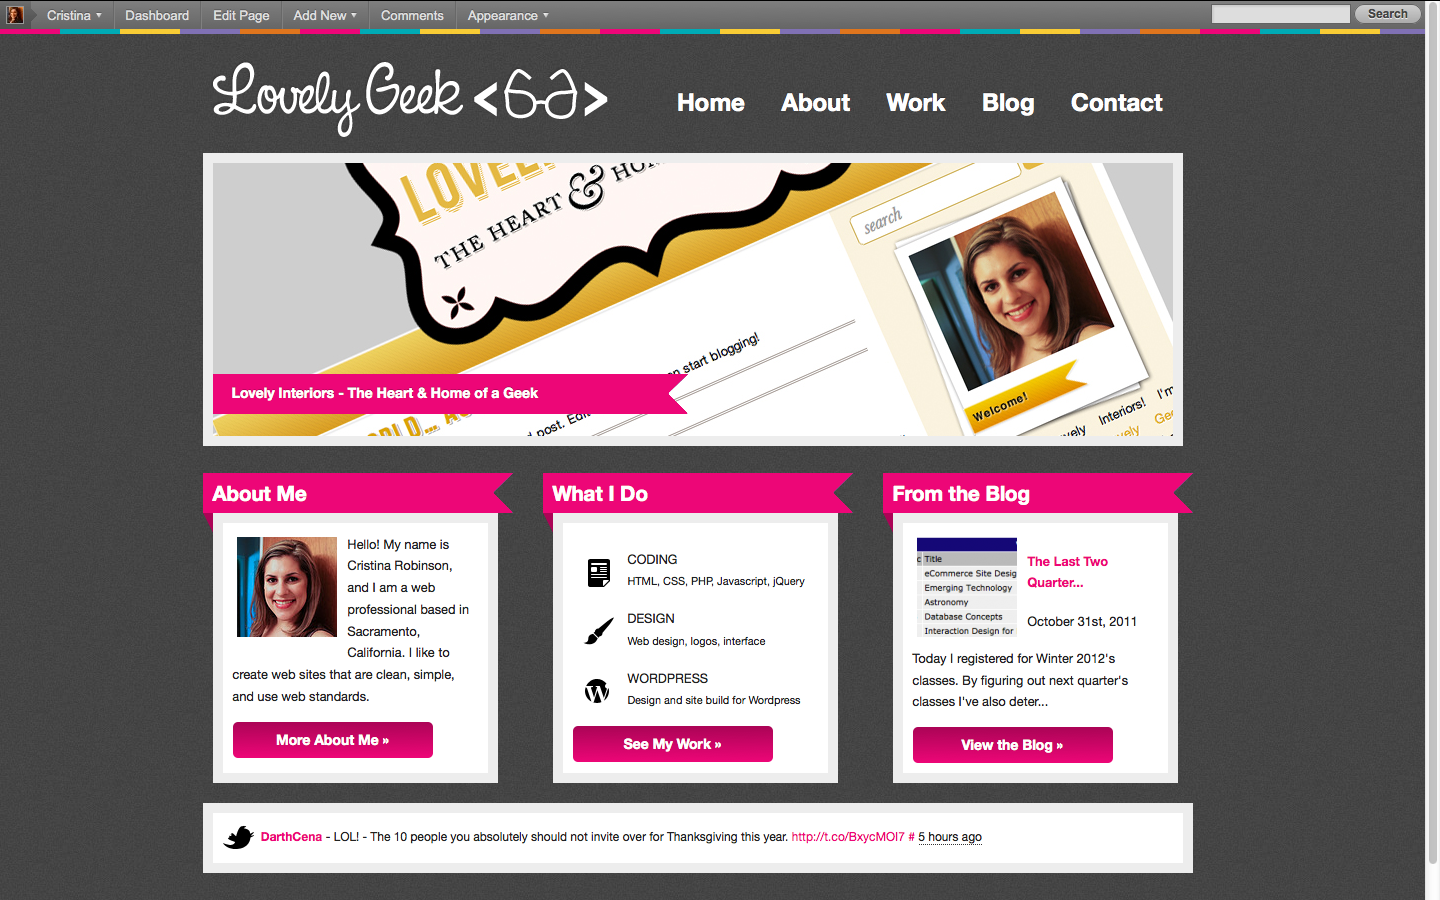 Cristina Dashboard Edit Page Add New Comments Appearance Search
Lovely Geek < >
Home About Work Blog Contact
THE HEART & HOM
search
en start blogging!
d post. Edi
Welcome!
Interiors! I'm
vely
Lovely Interiors - The Heart & Home of a Geek
About Me
Hello! My name is
Cristina Robinson,
and I am a web
professional based in
Sacramento,
California. I like to
create web sites that are clean, simple,
and use web standards.
More About Me »
What I Do
CODING
HTML, CSS, PHP, Javascript, jQuery
DESIGN
Web design, logos, interface
WORDPRESS
Design and site build for Wordpress
See My Work »
From the Blog
c Title
eCommerce Site Desig
Emerging Technology
Astronomy
Database Concepts
Interaction Design for
The Last Two
Quarter...
October 31st, 2011
Today I registered for Winter 2012's
classes. By figuring out next quarter's
classes I've also deter...
View the Blog »
DarthCena - LOL! - The 10 people you absolutely should not invite over for Thanksgiving this year. http://t.co/BxycMOI7 # 5 hours ago